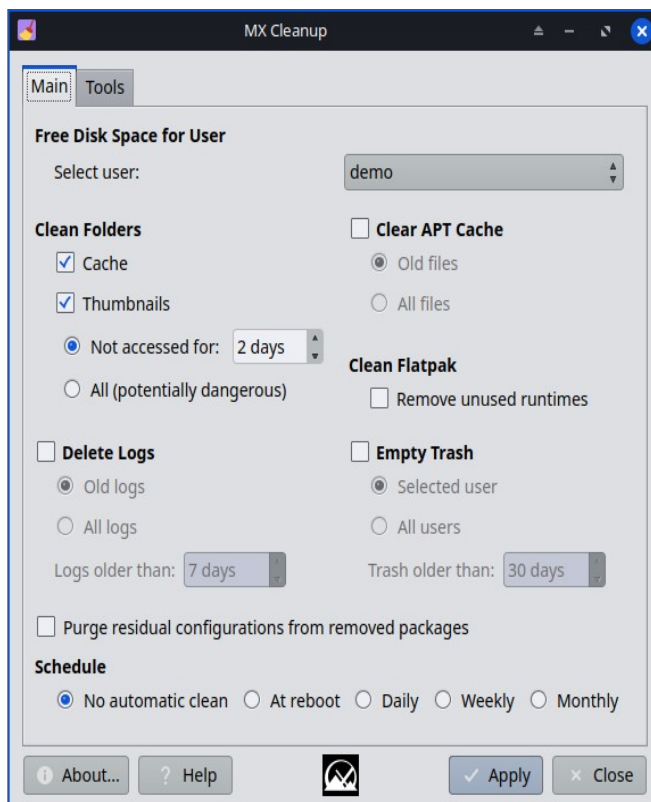 MX Cleanup
Main Tools
Free Disk Space for User
Select user: demo
Clean Folders
Cache
Thumbnails
Not accessed for: 2 days
All (potentially dangerous)
Clear APT Cache
Old files
All files
Clean Flatpak
Remove unused runtimes
Delete Logs
Old logs
All logs
Logs older than: 7 days
Empty Trash
Selected user
All users
Trash older than: 30 days
Purge residual configurations from removed packages
Schedule
No automatic clean At reboot Daily Weekly Monthly
About... ? Help Apply Close